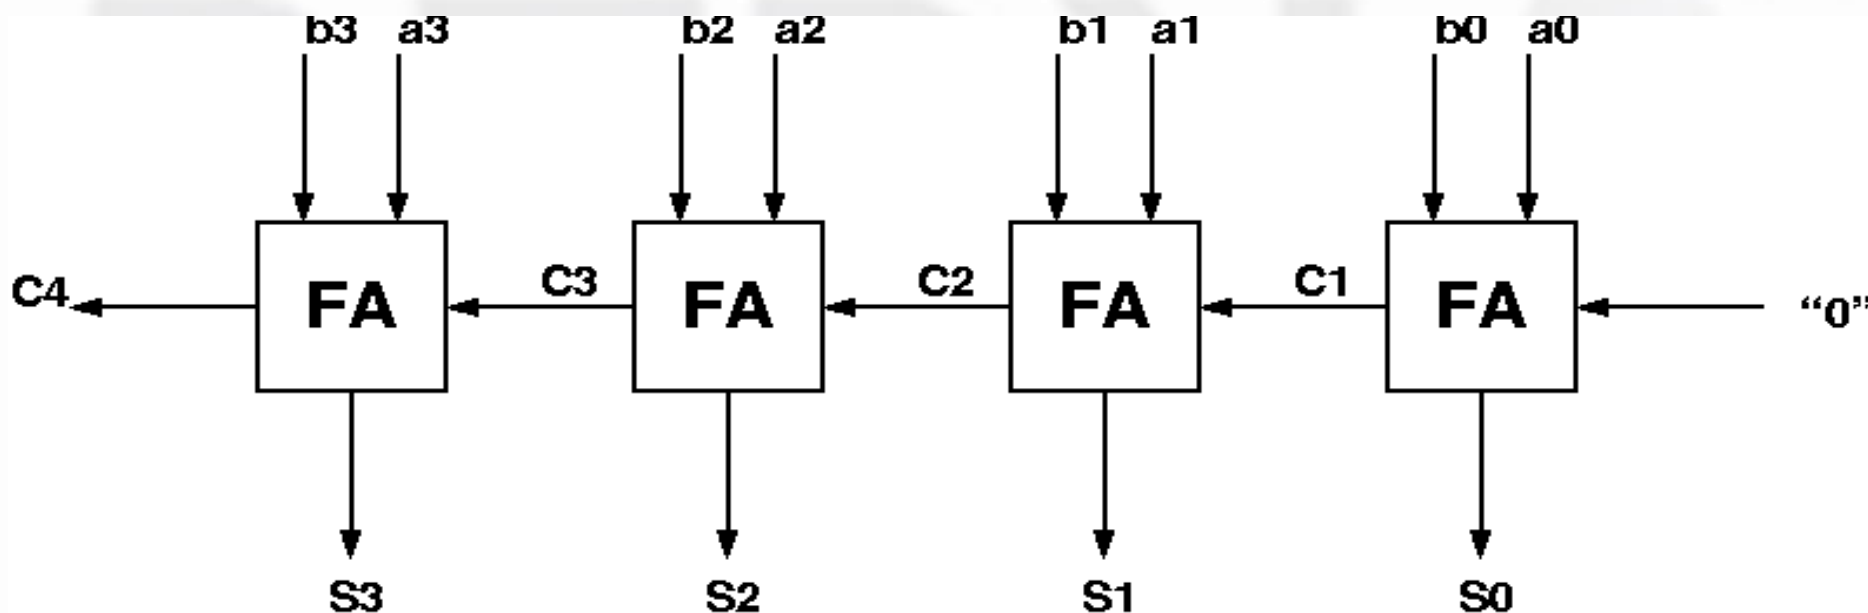 b3 a3 b2 a2 b1 a1 b0 a0
C4 FA C3 FA C2 FA C1 FA “0”
S3 S2 S1 S0